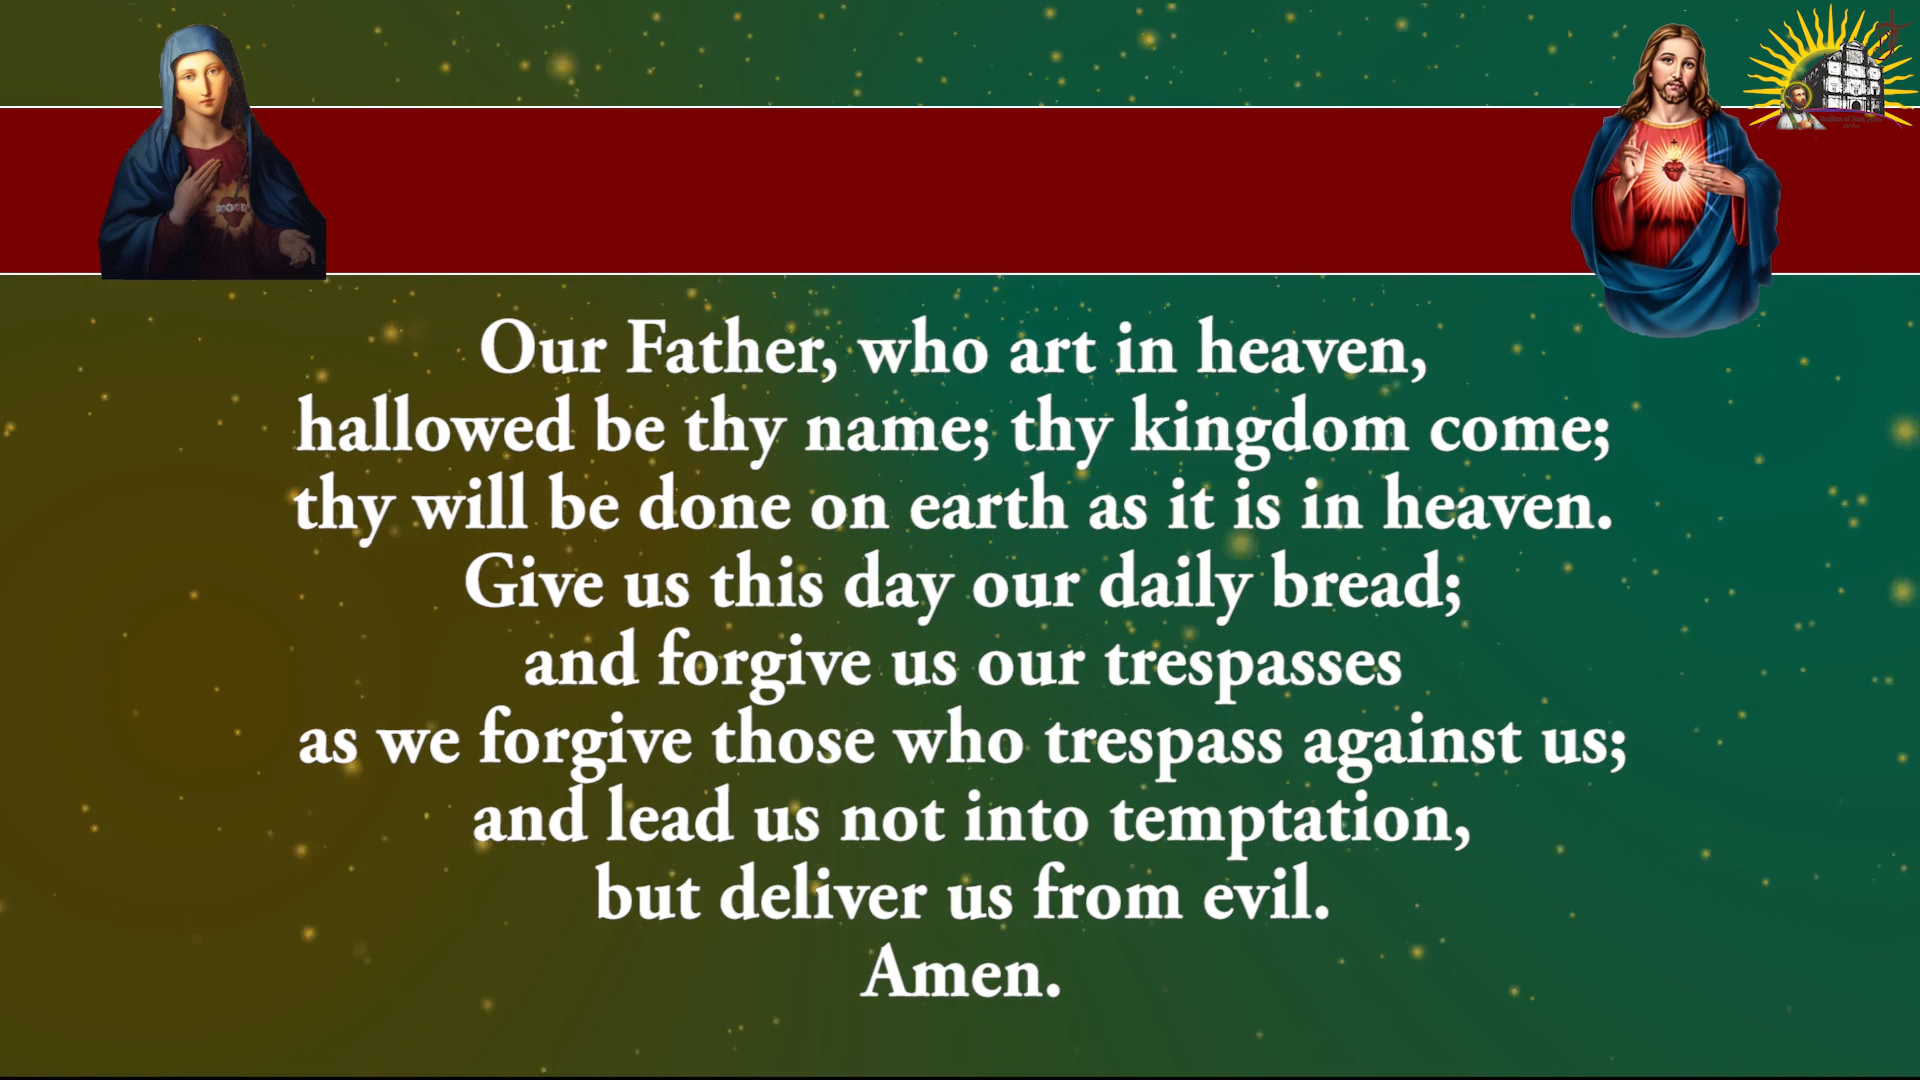 Our Father, who art in heaven,
hallowed be thy name; thy kingdom come;
thy will be done on earth as it is in heaven.
Give us this day our daily bread;
and forgive us our trespasses
as we forgive those who trespass against us;
and lead us not into temptation,
but deliver us from evil.
Amen.